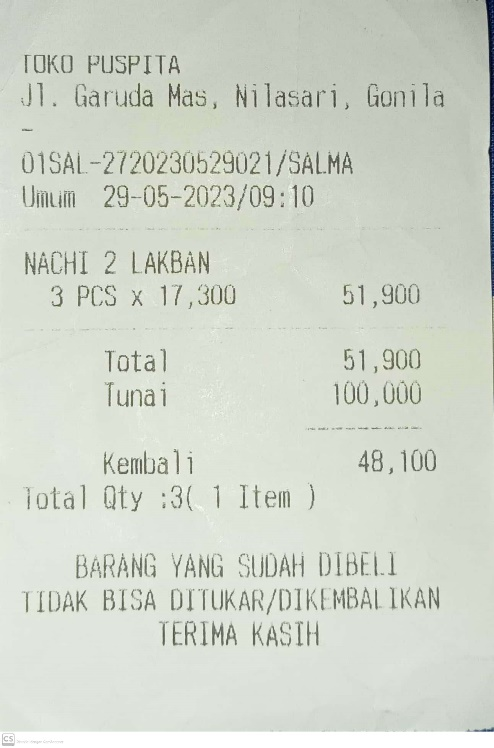 TOKO PUSPITA
Jl. Garuda Mas, Nilasari, Gonila
-
01SAL-2720230529021/SALMA
Umum 29-05-2023/09:10
NACHI 2 LAKBAN
3 PCS x 17,300 51,900
Total 51,900
Tunai 100,000
Kembali 48,100
Total Qty :3( 1 Item )
BARANG YANG SUDAH DIBELI
TIDAK BISA DITUKAR/DIKEMBALIKAN
TERIMA KASIH
CS